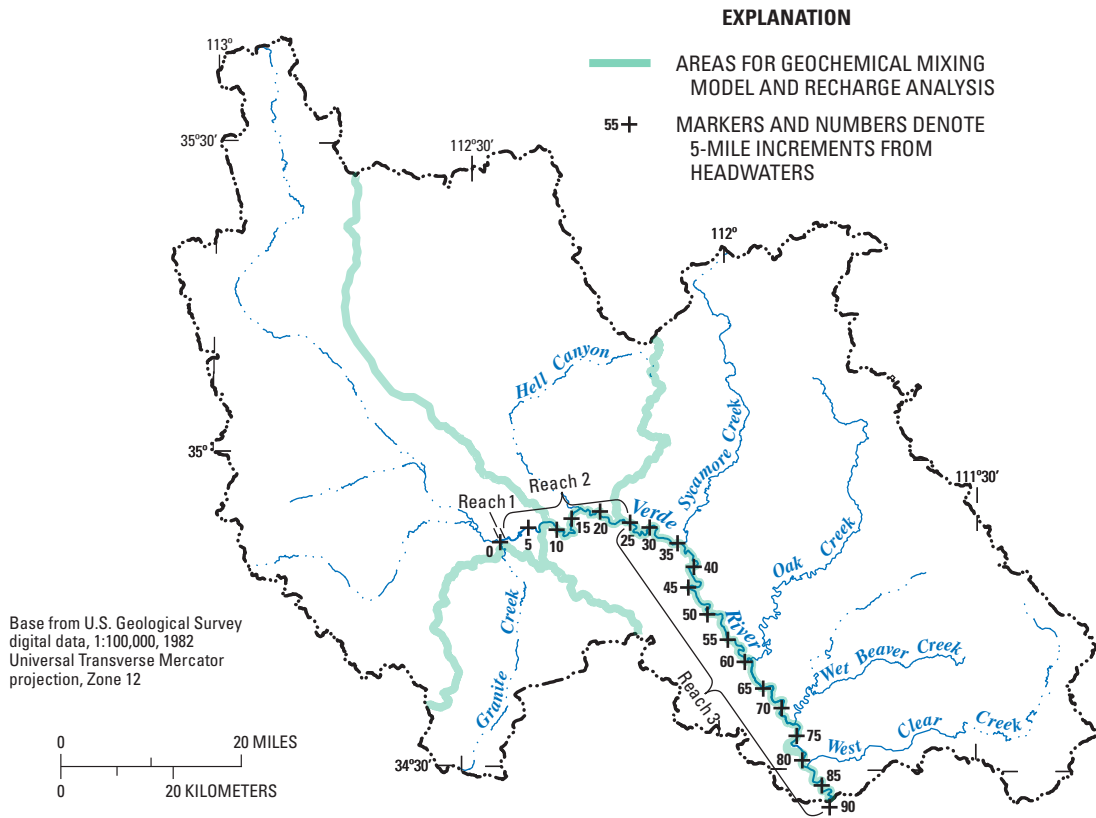 EXPLANATION
AREAS FOR GEOCHEMICAL MIXING
MODEL AND RECHARGE ANALYSIS
55
MARKERS AND NUMBERS DENOTE
5-MILE INCREMENTS FROM
HEADWATERS
113°
35°30'
112°30'
112°
35°
111°30'
34°30'
Hell Canyon
Sycamore Creek
Oak Creek
Wet Beaver Creek
West Clear Creek
Granite Creek
Verde River
Reach 1
Reach 2
Reach 3
0
5
10
15
20
25
30
35
40
45
50
55
60
65
70
75
80
85
90
Base from U.S. Geological Survey
digital data, 1:100,000, 1982
Universal Transverse Mercator
projection, Zone 12
0 20 MILES
0 20 KILOMETERS